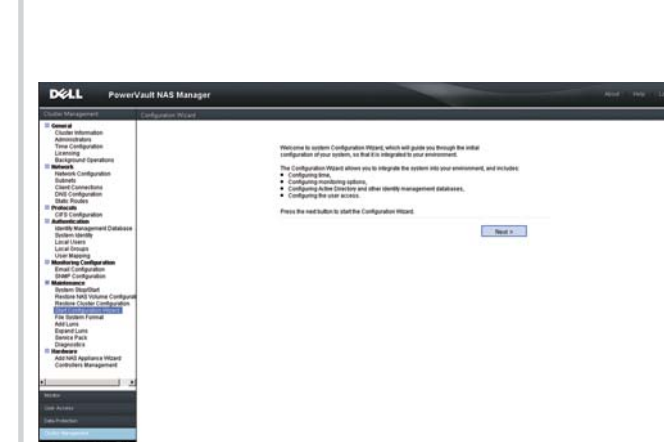 DELL PowerVault NAS Manager
About Help
Cluster Management Configuration Wizard
General
Cluster Information
Administrators
Time Configuration
Licensing
Background Operations
Network
Network Configuration
Subnets
Client Connections
DNS Configuration
Static Routes
Protocols
CIFS Configuration
Authentication
Identity Management Database
System Identity
Local Users
Local Groups
User Mapping
Monitoring Configuration
Email Configuration
SNMP Configuration
Maintenance
System Stop/Start
Restore NAS Volume Configurat
Restore Cluster Configuration
Start Configuration Wizard
File System Format
Add Luns
Expand Luns
Service Pack
Diagnostics
Hardware
Add NAS Appliance Wizard
Controllers Management
Monitor
User Access
Data Protection
Cluster Management
Welcome to system Configuration Wizard, which will guide you through the initial
configuration of your system, so that it is integrated to your environment.
The Configuration Wizard allows you to integrate the system into your environment, and includes:
Configuring time,
Configuring monitoring options,
Configuring Active Directory and other identity management databases,
Configuring the user access.
Press the next button to start the Configuration Wizard.
Next >